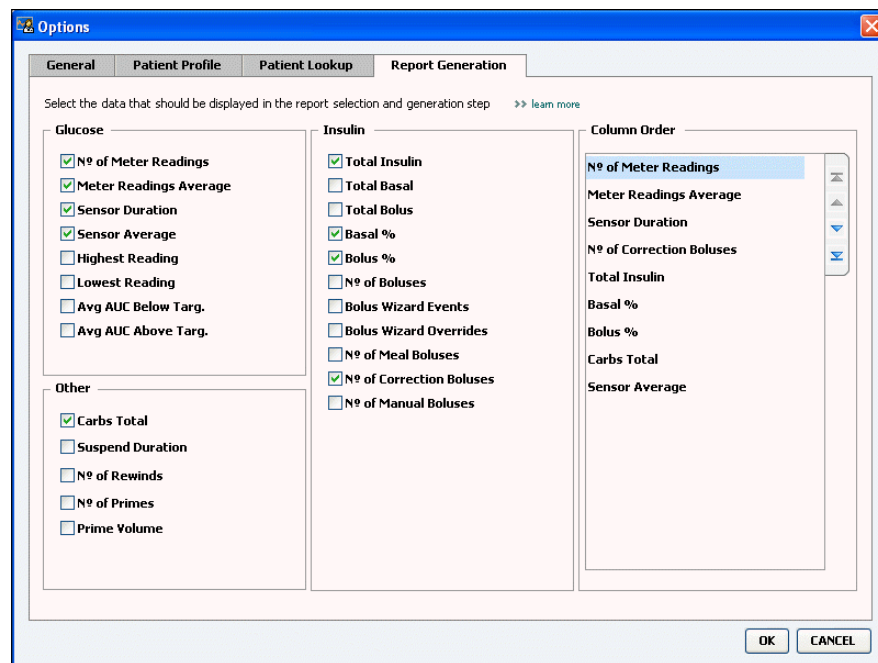 Options
General
Patient Profile
Patient Lookup
Report Generation
Select the data that should be displayed in the report selection and generation step >> learn more
Glucose
Nº of Meter Readings
Meter Readings Average
Sensor Duration
Sensor Average
Highest Reading
Lowest Reading
Avg AUC Below Targ.
Avg AUC Above Targ.
Other
Carbs Total
Suspend Duration
Nº of Rewinds
Nº of Primes
Prime Volume
Insulin
Total Insulin
Total Basal
Total Bolus
Basal %
Bolus %
Nº of Boluses
Bolus Wizard Events
Bolus Wizard Overrides
Nº of Meal Boluses
Nº of Correction Boluses
Nº of Manual Boluses
Column Order
Nº of Meter Readings
Meter Readings Average
Sensor Duration
Nº of Correction Boluses
Total Insulin
Basal %
Bolus %
Carbs Total
Sensor Average
OK
CANCEL